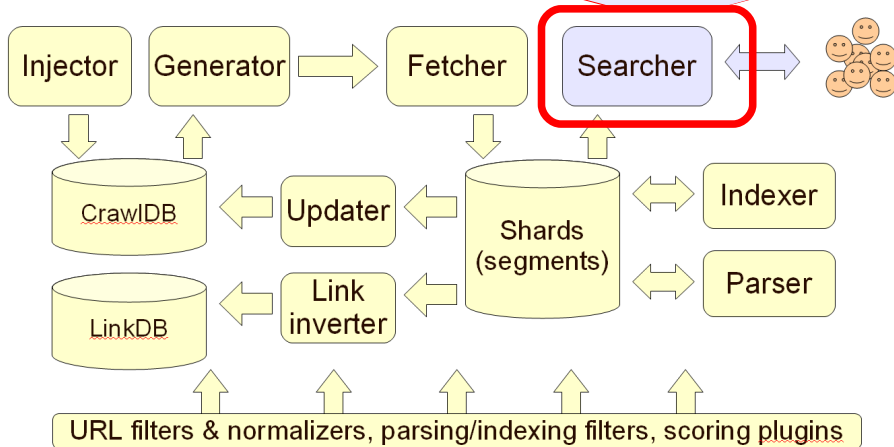 Injector
Generator
Fetcher
Searcher
CrawlDB
Updater
Shards
(segments)
Indexer
Parser
LinkDB
Link
inverter
URL filters & normalizers, parsing/indexing filters, scoring plugins